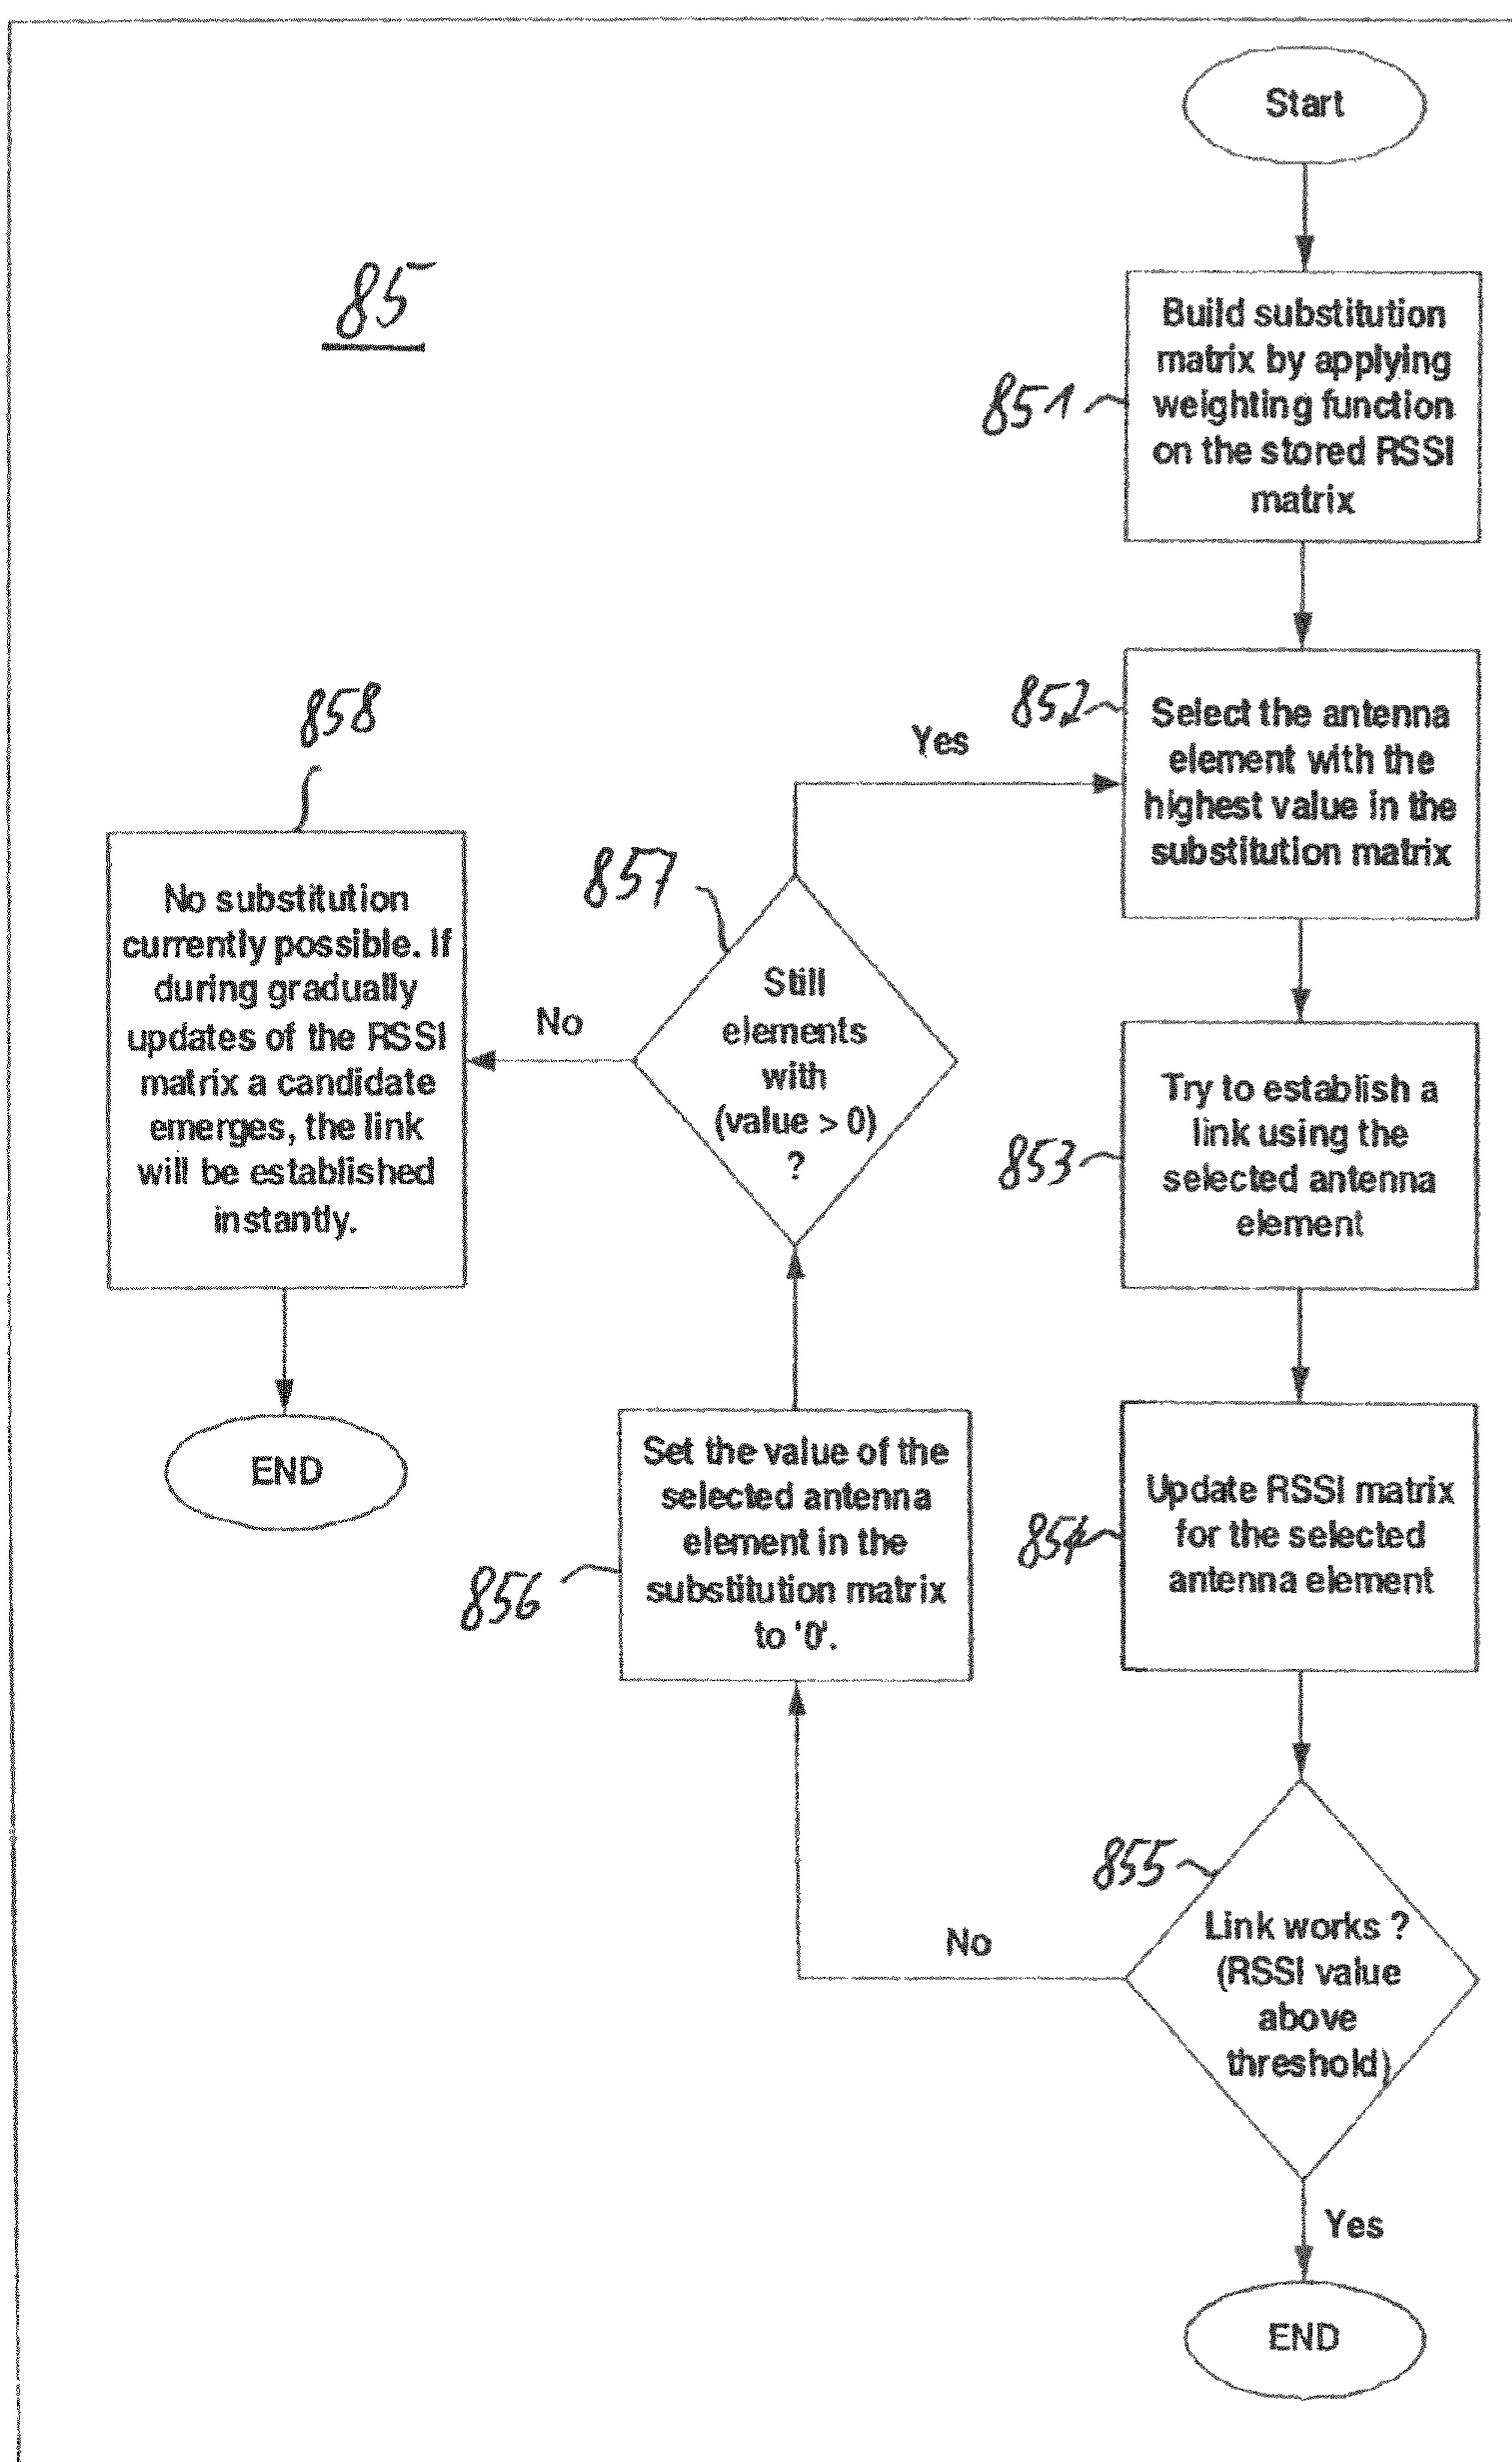 Start
85
851
Build substitution
matrix by applying
weighting function
on the stored RSSI
matrix
852
Select the antenna
element with the
highest value in the
substitution matrix
Yes
858
No substitution
currently possible. If
during gradually
updates of the RSSI
matrix a candidate
emerges, the link
will be established
instantly.
No
857
Still
elements
with
(value > 0)
?
853
Try to establish a
link using the
selected antenna
element
END
856
Set the value of the
selected antenna
element in the
substitution matrix
to '0'.
854
Update RSSI matrix
for the selected
antenna element
855
Link works ?
(RSSI value
above
threshold)
No
Yes
END